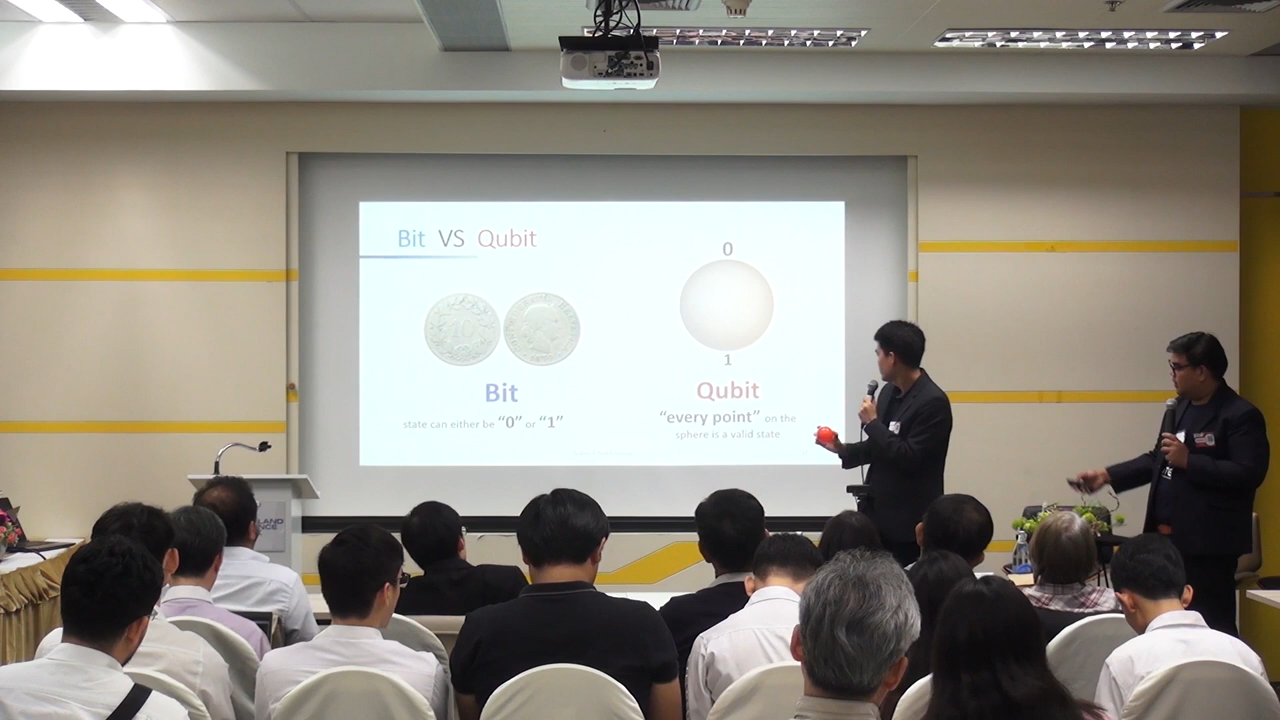 Bit VS Qubit
0
10
1
Bit
Qubit
state can either be “0” or “1”
“every point” on the
sphere is a valid state